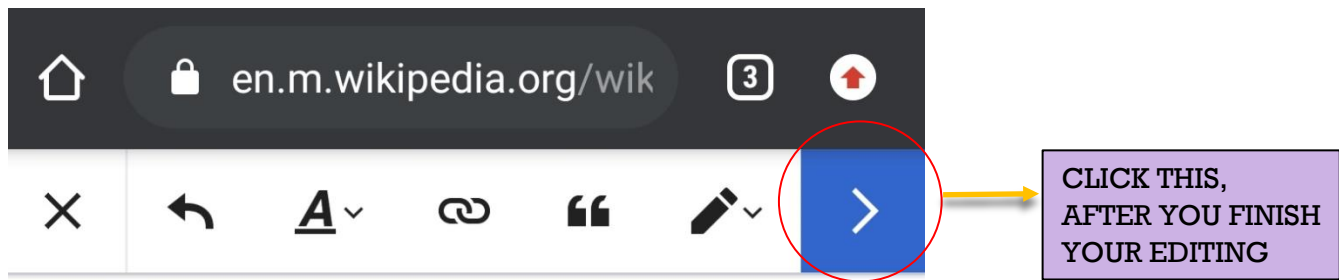 en.m.wikipedia.org/wik
3
A
CLICK THIS,
AFTER YOU FINISH
YOUR EDITING